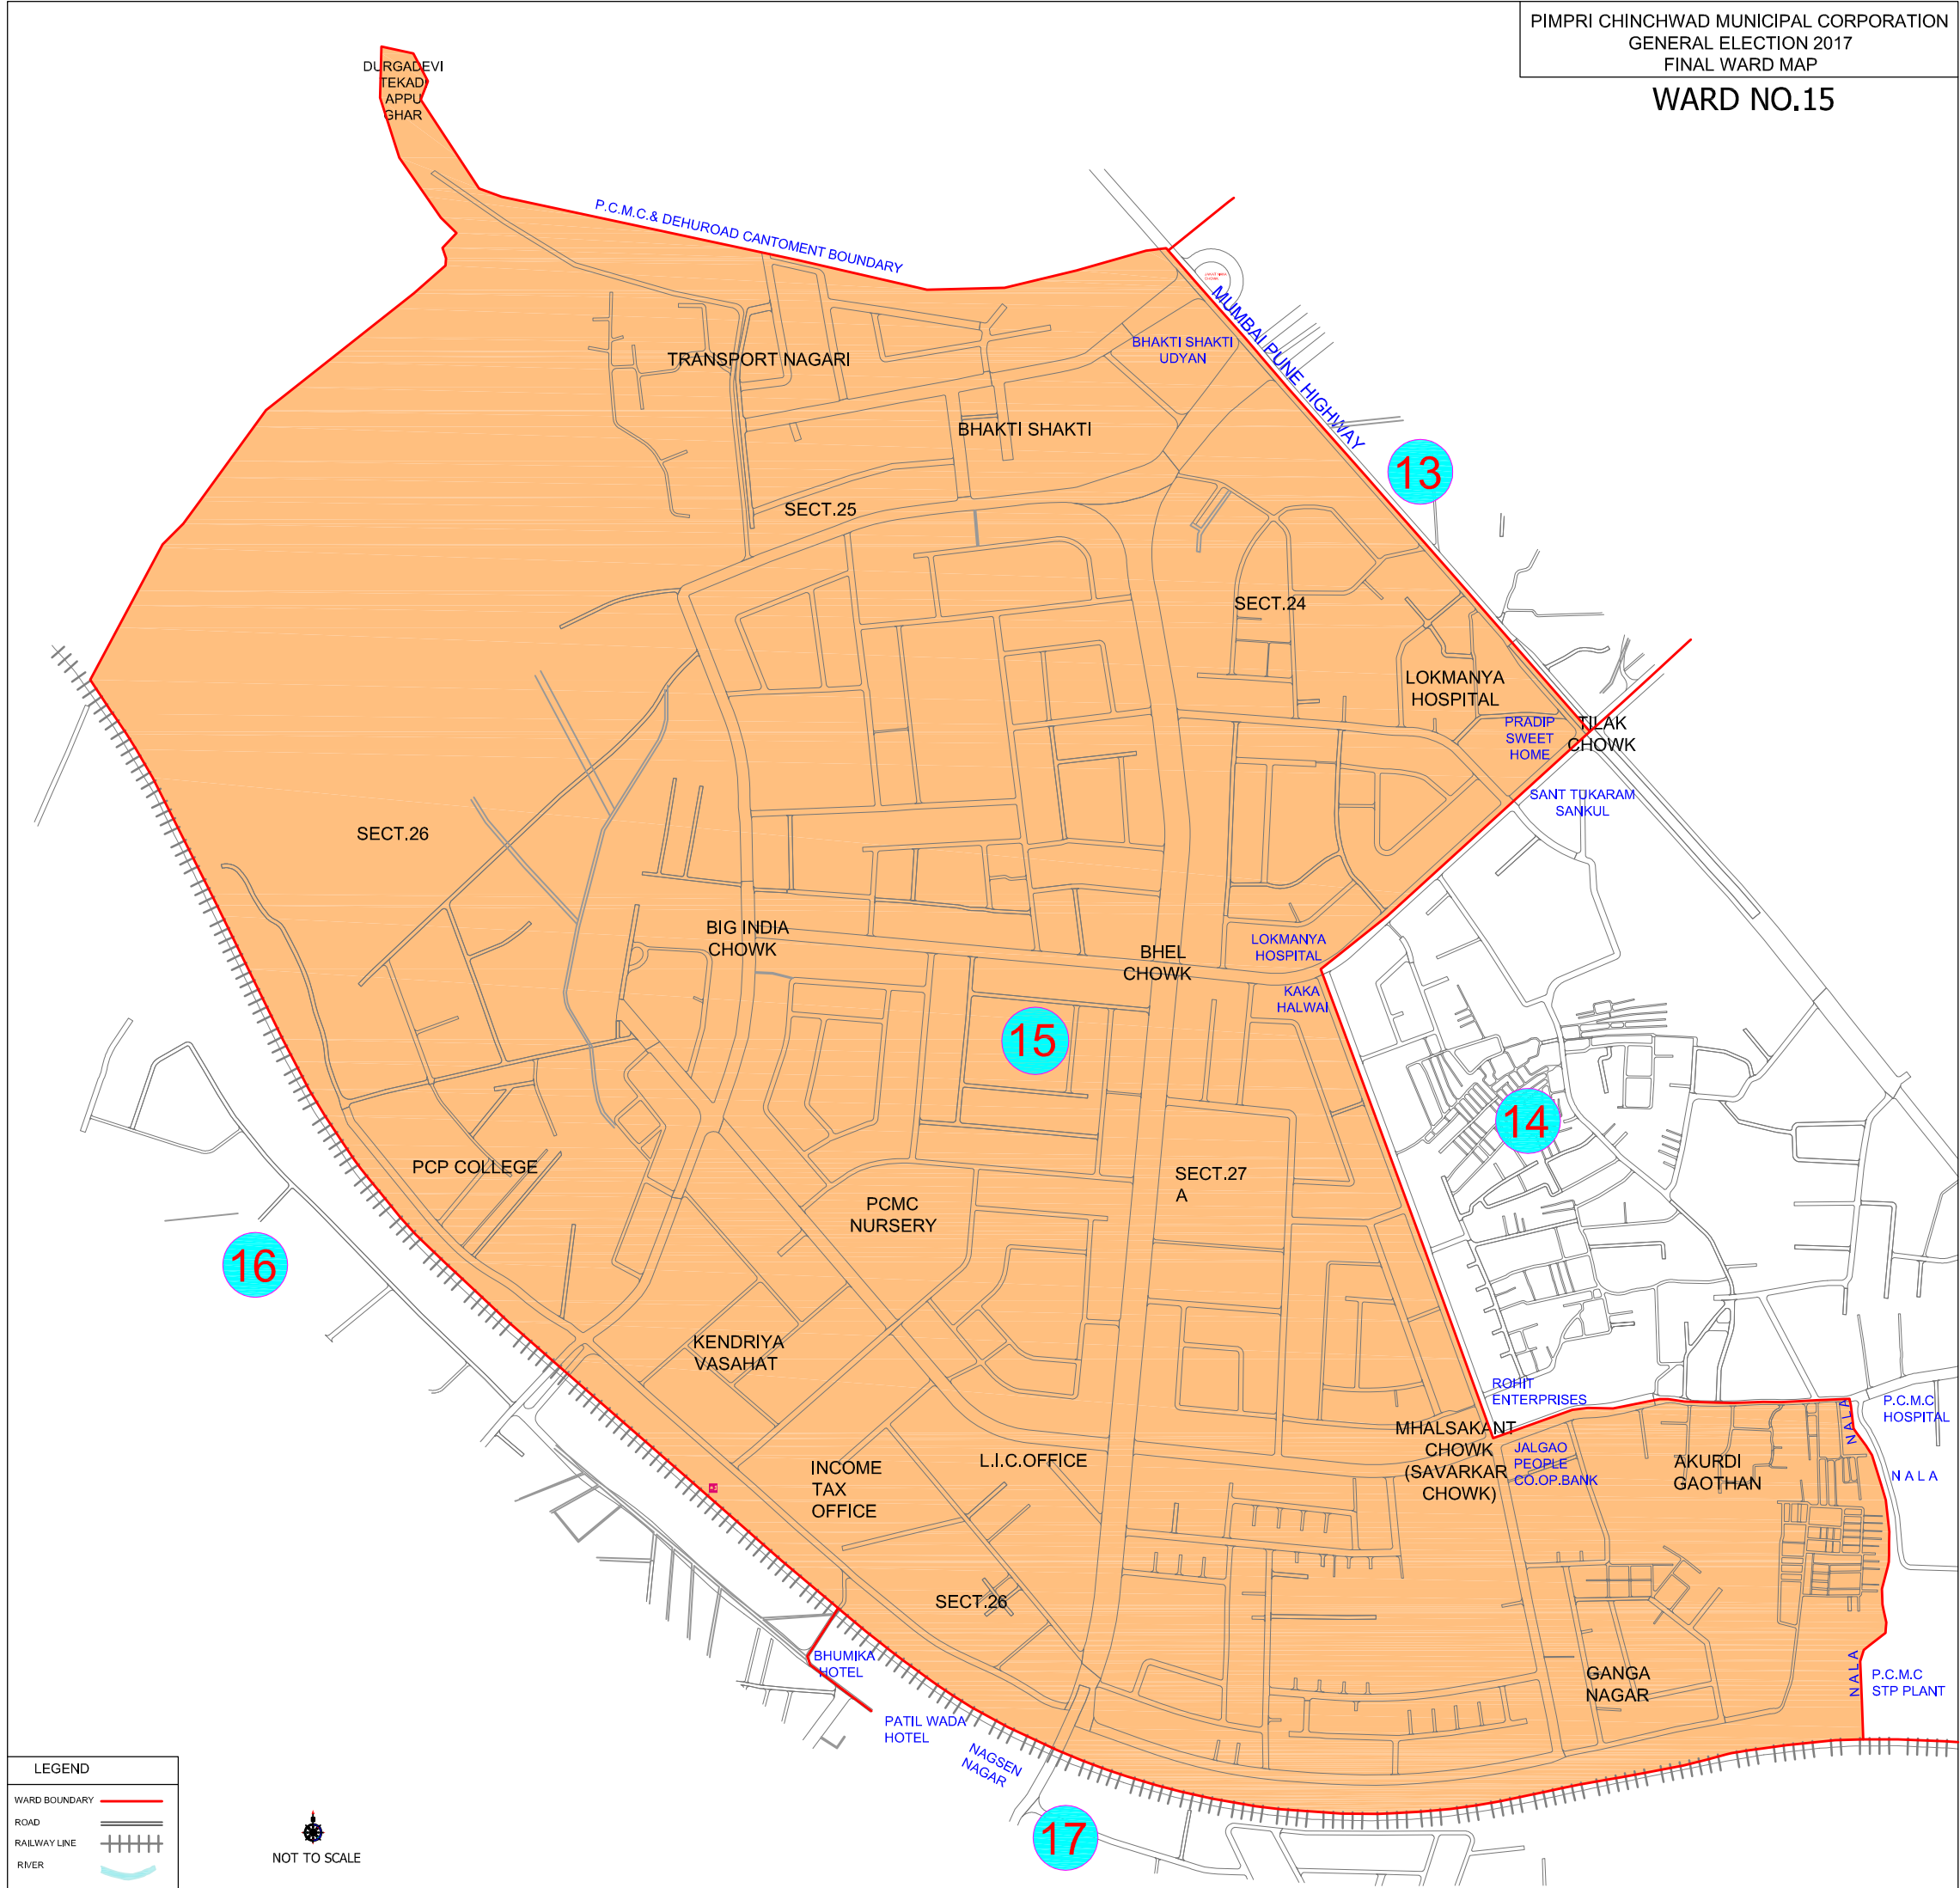 PIMPRI CHINCHWAD MUNICIPAL CORPORATION
GENERAL ELECTION 2017
FINAL WARD MAP
WARD NO.15
DURGADEVI
TEKADI
APPU
GHAR
P.C.M.C.& DEHUROAD CANTOMENT BOUNDARY
MUMBAI PUNE HIGHWAY
BHAKTI SHAKTI
UDYAN
TRANSPORT NAGARI
BHAKTI SHAKTI
13
SECT.25
SECT.24
LOKMANYA
HOSPITAL
PRADIP
SWEET
HOME
TILAK
CHOWK
SANT TUKARAM
SANKUL
SECT.26
BIG INDIA
CHOWK
BHEL
CHOWK
LOKMANYA
HOSPITAL
KAKA
HALWAI
15
14
PCP COLLEGE
SECT.27
A
PCMC
NURSERY
16
KENDRIYA
VASAHAT
ROHIT
ENTERPRISES
P.C.M.C
HOSPITAL
NALA
MHALSAKANT
CHOWK
(SAVARKAR
CHOWK)
JALGAO
PEOPLE
CO.OP.BANK
AKURDI
GAOTHAN
NALA
L.I.C.OFFICE
INCOME
TAX
OFFICE
SECT.26
BHUMIKA
HOTEL
GANGA
NAGAR
NALA
P.C.M.C
STP PLANT
PATIL WADA
HOTEL
NAGSEN
NAGAR
17
LEGEND
WARD BOUNDARY
ROAD
RAILWAY LINE
RIVER
NOT TO SCALE